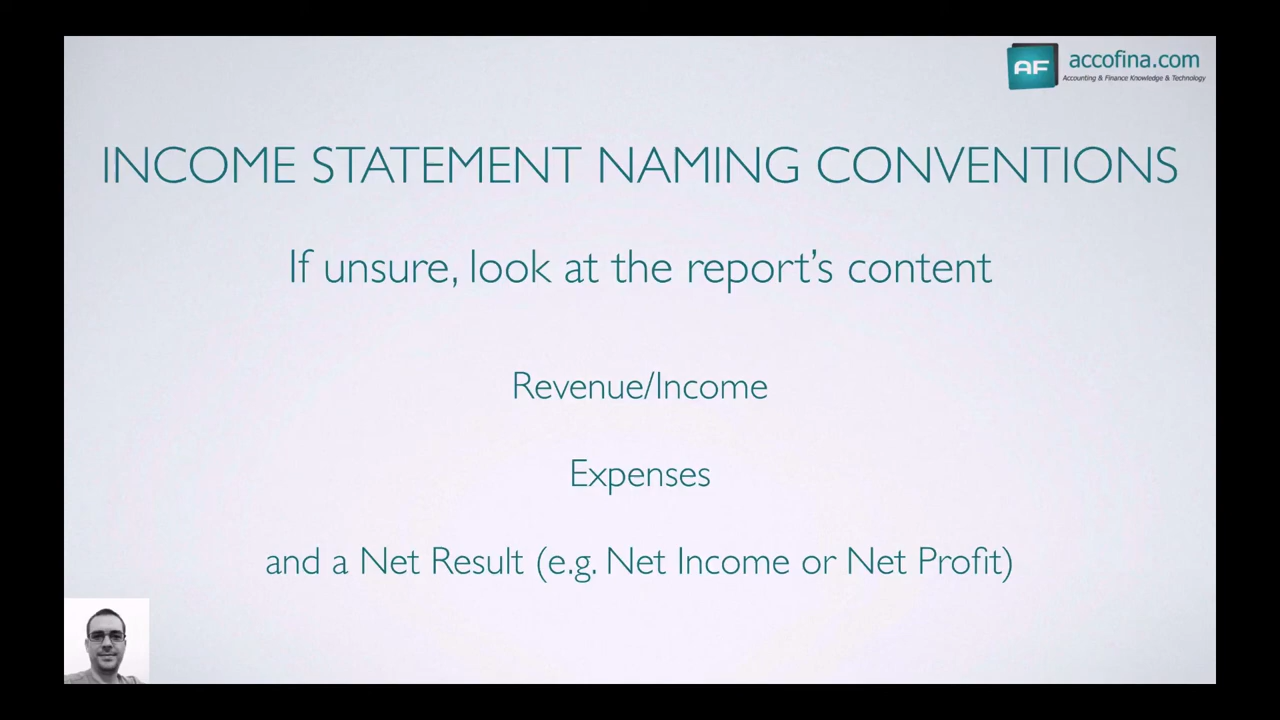 AF accofina.com
Accounting & Finance Knowledge & Technology
INCOME STATEMENT NAMING CONVENTIONS
If unsure, look at the report’s content
Revenue/Income
Expenses
and a Net Result (e.g. Net Income or Net Profit)